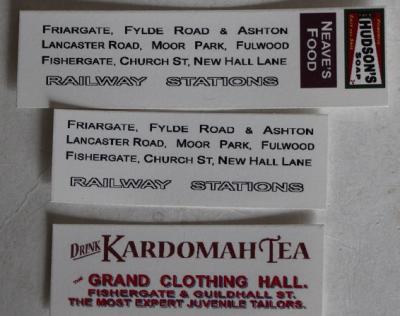 FRIARGATE, FYLDE ROAD & ASHTON
LANCASTER ROAD, MOOR PARK, FULWOOD
FISHERGATE, CHURCH ST, NEW HALL LANE
RAILWAY STATIONS
NEAVE'S
FOOD
HUDSON'S
SOAP
FRIARGATE, FYLDE ROAD & ASHTON
LANCASTER ROAD, MOOR PARK, FULWOOD
FISHERGATE, CHURCH ST, NEW HALL LANE
RAILWAY STATIONS
DRINK KARDOMAH TEA
THE GRAND CLOTHING HALL.
FISHERGATE & GUILDHALL ST.
THE MOST EXPERT JUVENILE TAILORS.